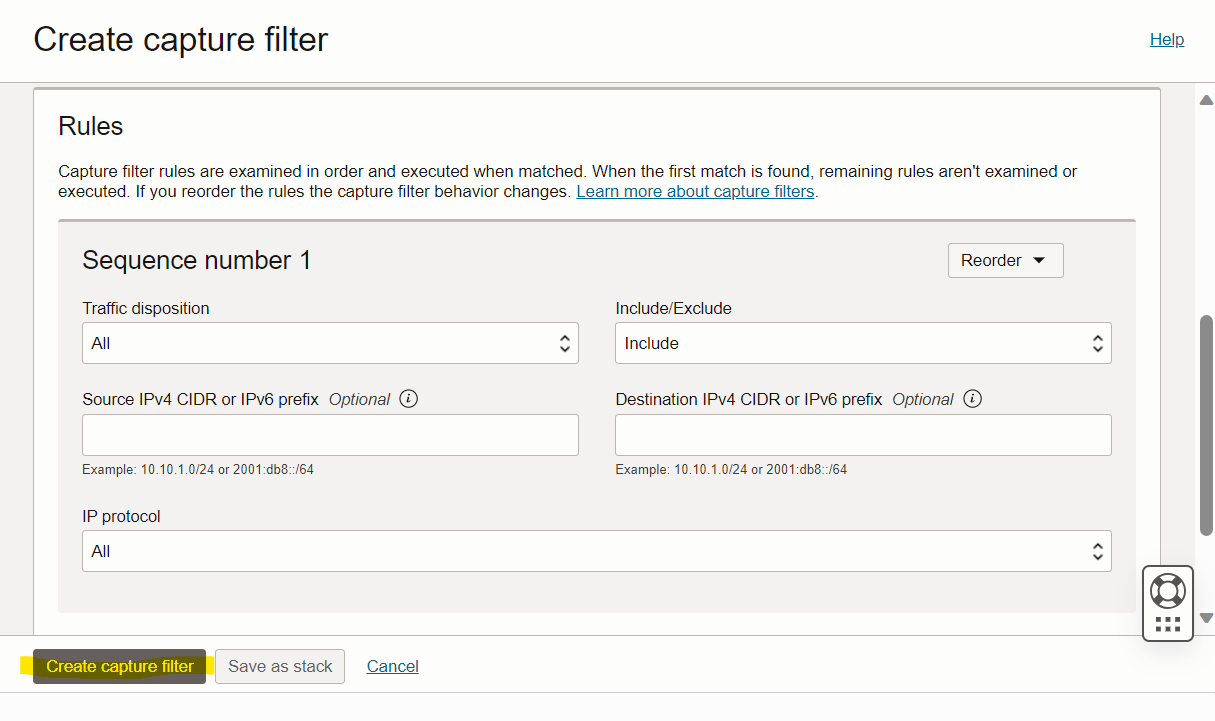 Create capture filter
Help
Rules
Capture filter rules are examined in order and executed when matched. When the first match is found, remaining rules aren't examined or
executed. If you reorder the rules the capture filter behavior changes. Learn more about capture filters.
Sequence number 1
Reorder
Traffic disposition
Include/Exclude
All
Include
Source IPv4 CIDR or IPv6 prefix Optional
Destination IPv4 CIDR or IPv6 prefix Optional
Example: 10.10.1.0/24 or 2001:db8::/64
Example: 10.10.1.0/24 or 2001:db8::/64
IP protocol
All
Create capture filter
Save as stack
Cancel